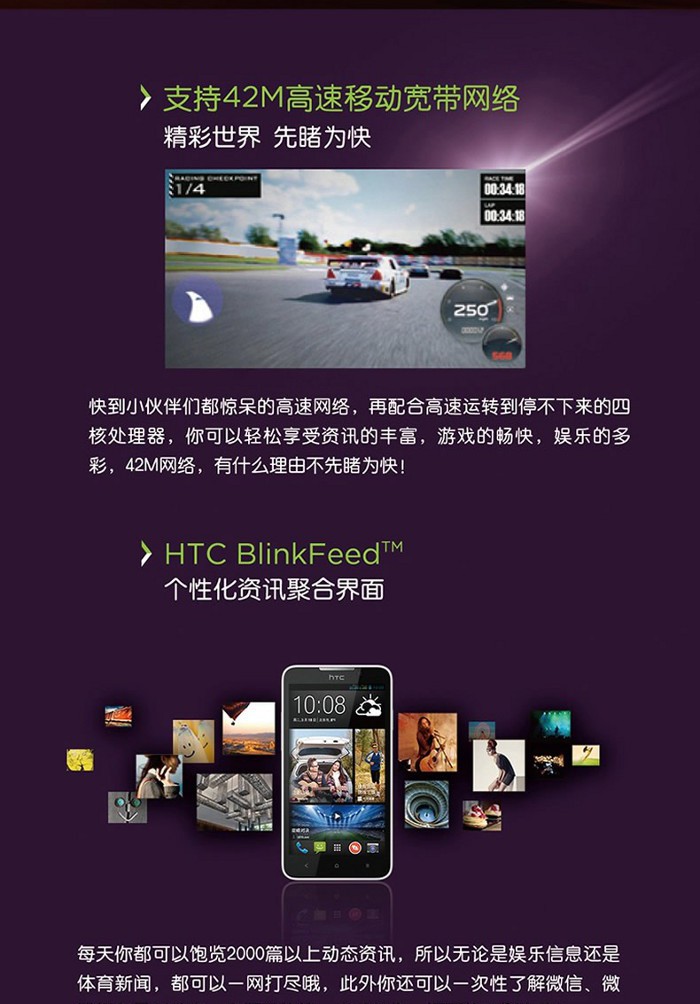 支持42M高速移动宽带网络
精彩世界 先睹为快
RACING CHECKPOINT
1/4
RACE TIME
00:34:18
LAP
00:34:18
250
568
快到小伙伴们都惊呆的高速网络，再配合高速运转到停不下来的四
核处理器，你可以轻松享受资讯的丰富，游戏的畅快，娱乐的多
彩，42M网络，有什么理由不先睹为快！
HTC BlinkFeed™
个性化资讯聚合界面
hTC
10:08
每天你都可以饱览2000篇以上动态资讯，所以无论是娱乐信息还是
体育新闻，都可以一网打尽哦，此外你还可以一次性了解微信、微